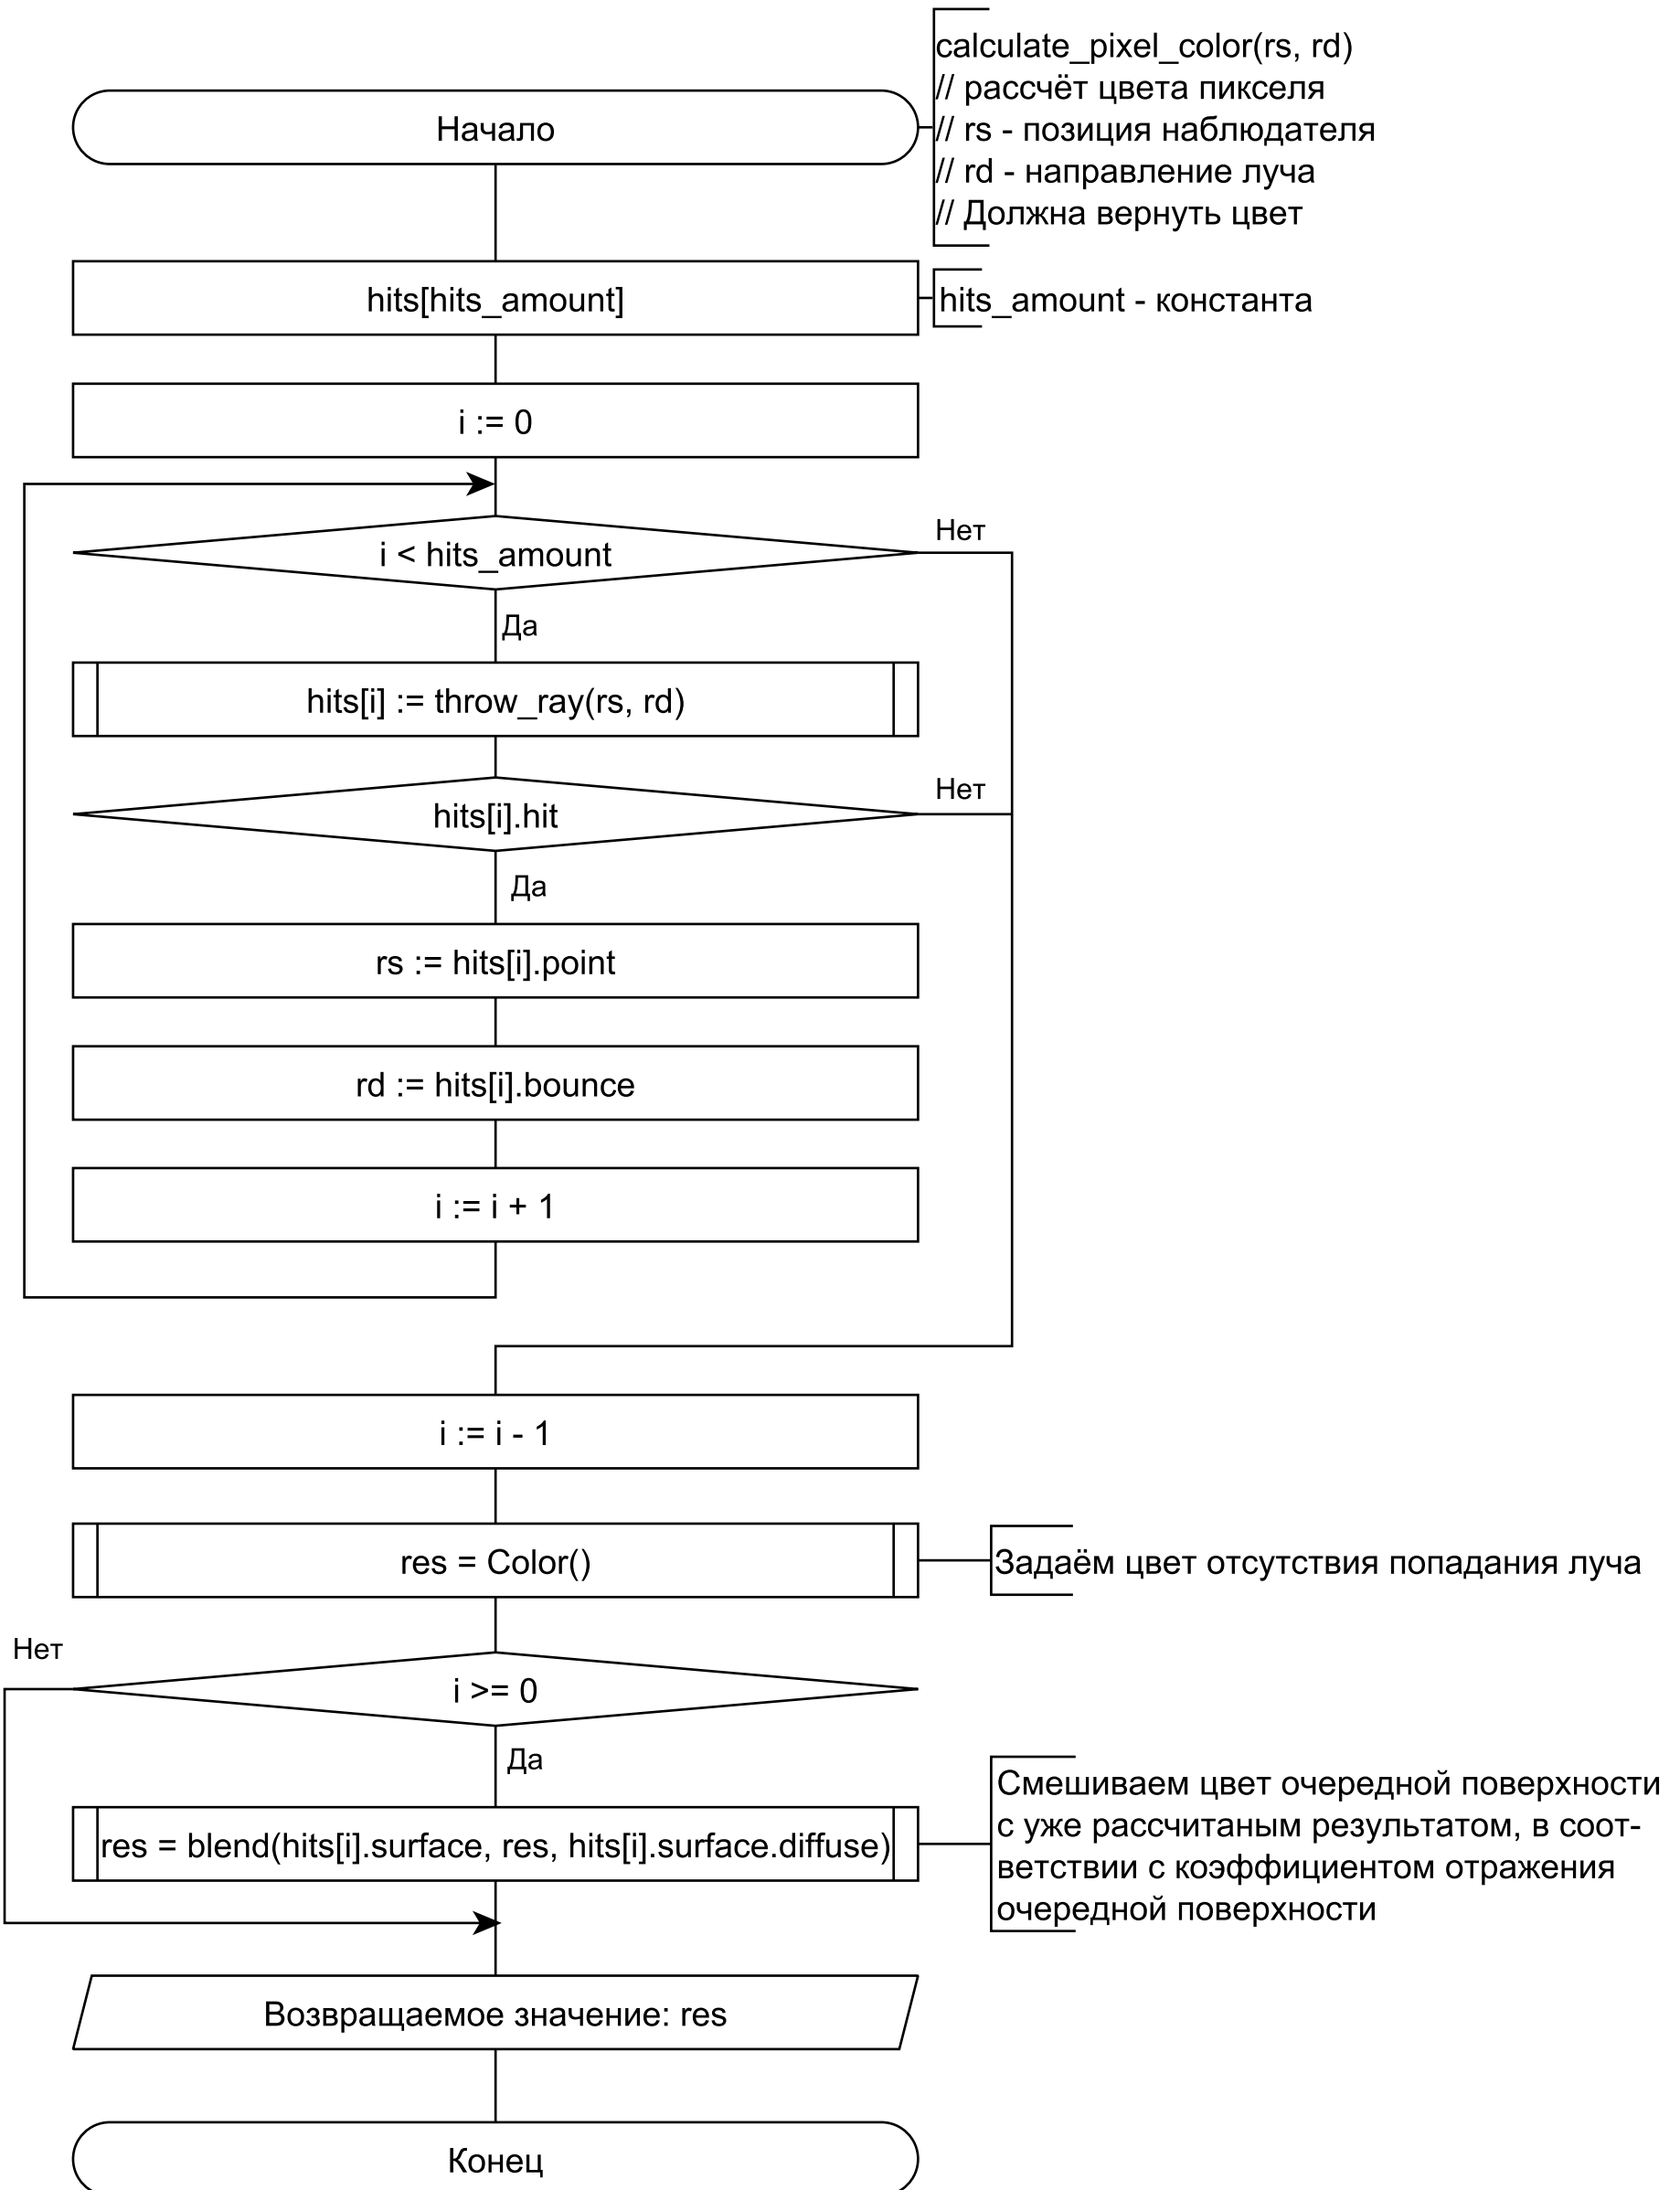 calculate_pixel_color(rs, rd)
// рассчёт цвета пикселя
// rs - позиция наблюдателя
// rd - направление луча
// Должна вернуть цвет
Начало
hits[hits_amount]
hits_amount - константа
i := 0
i < hits_amount
Нет
Да
hits[i] := throw_ray(rs, rd)
hits[i].hit
Нет
Да
rs := hits[i].point
rd := hits[i].bounce
i := i + 1
i := i - 1
res = Color()
Задаём цвет отсутствия попадания луча
Нет
i >= 0
Да
res = blend(hits[i].surface, res, hits[i].surface.diffuse)
Смешиваем цвет очередной поверхности
с уже рассчитаным результатом, в соот-
ветствии с коэффициентом отражения
очередной поверхности
Возвращаемое значение: res
Конец